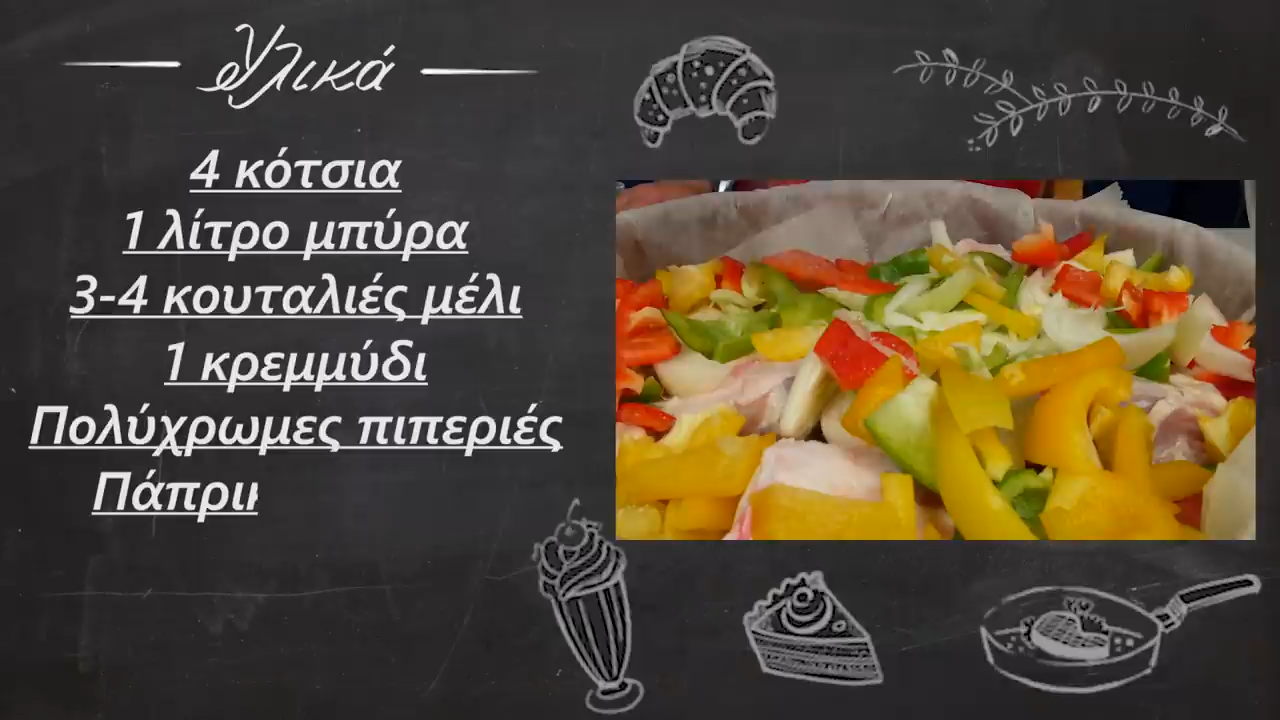 Υλικά
4 κότσια
1 λίτρο μπύρα
3-4 κουταλιές μέλι
1 κρεμμύδι
Πολύχρωμες πιπεριές